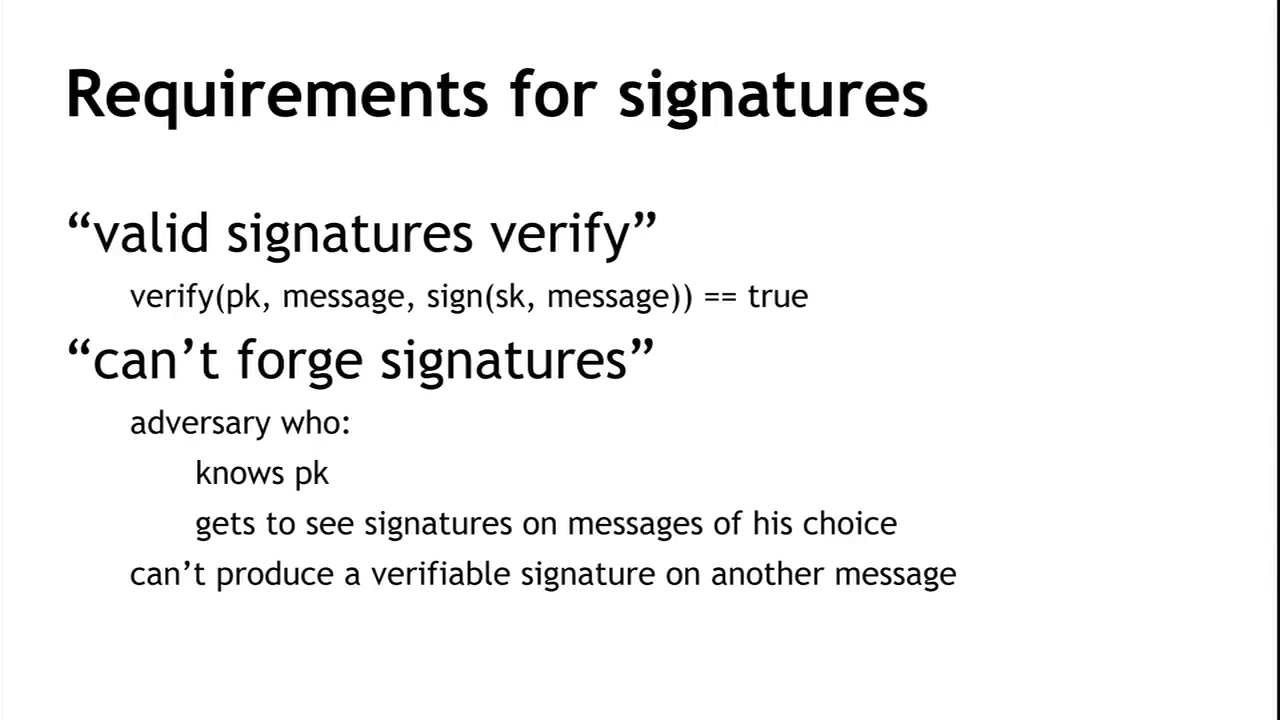 Requirements for signatures
“valid signatures verify”
verify(pk, message, sign(sk, message)) == true
“can’t forge signatures”
adversary who:
knows pk
gets to see signatures on messages of his choice
can’t produce a verifiable signature on another message